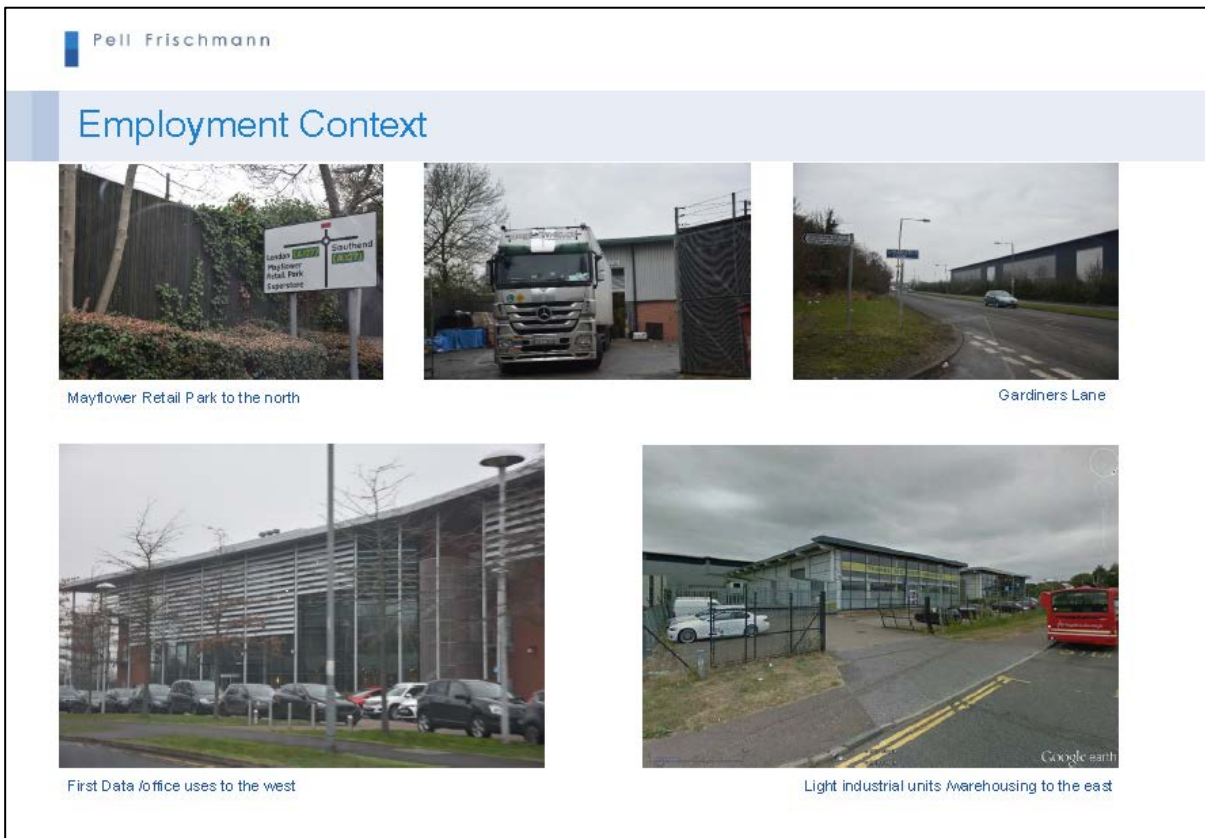 Pell Frischmann
Employment Context
London (A127)
Mayflower
Retail Park
Superstore
Southend
(A127)
Mayflower Retail Park to the north
Gardiners Lane
First Data /office uses to the west
Google earth
Light industrial units /warehousing to the east